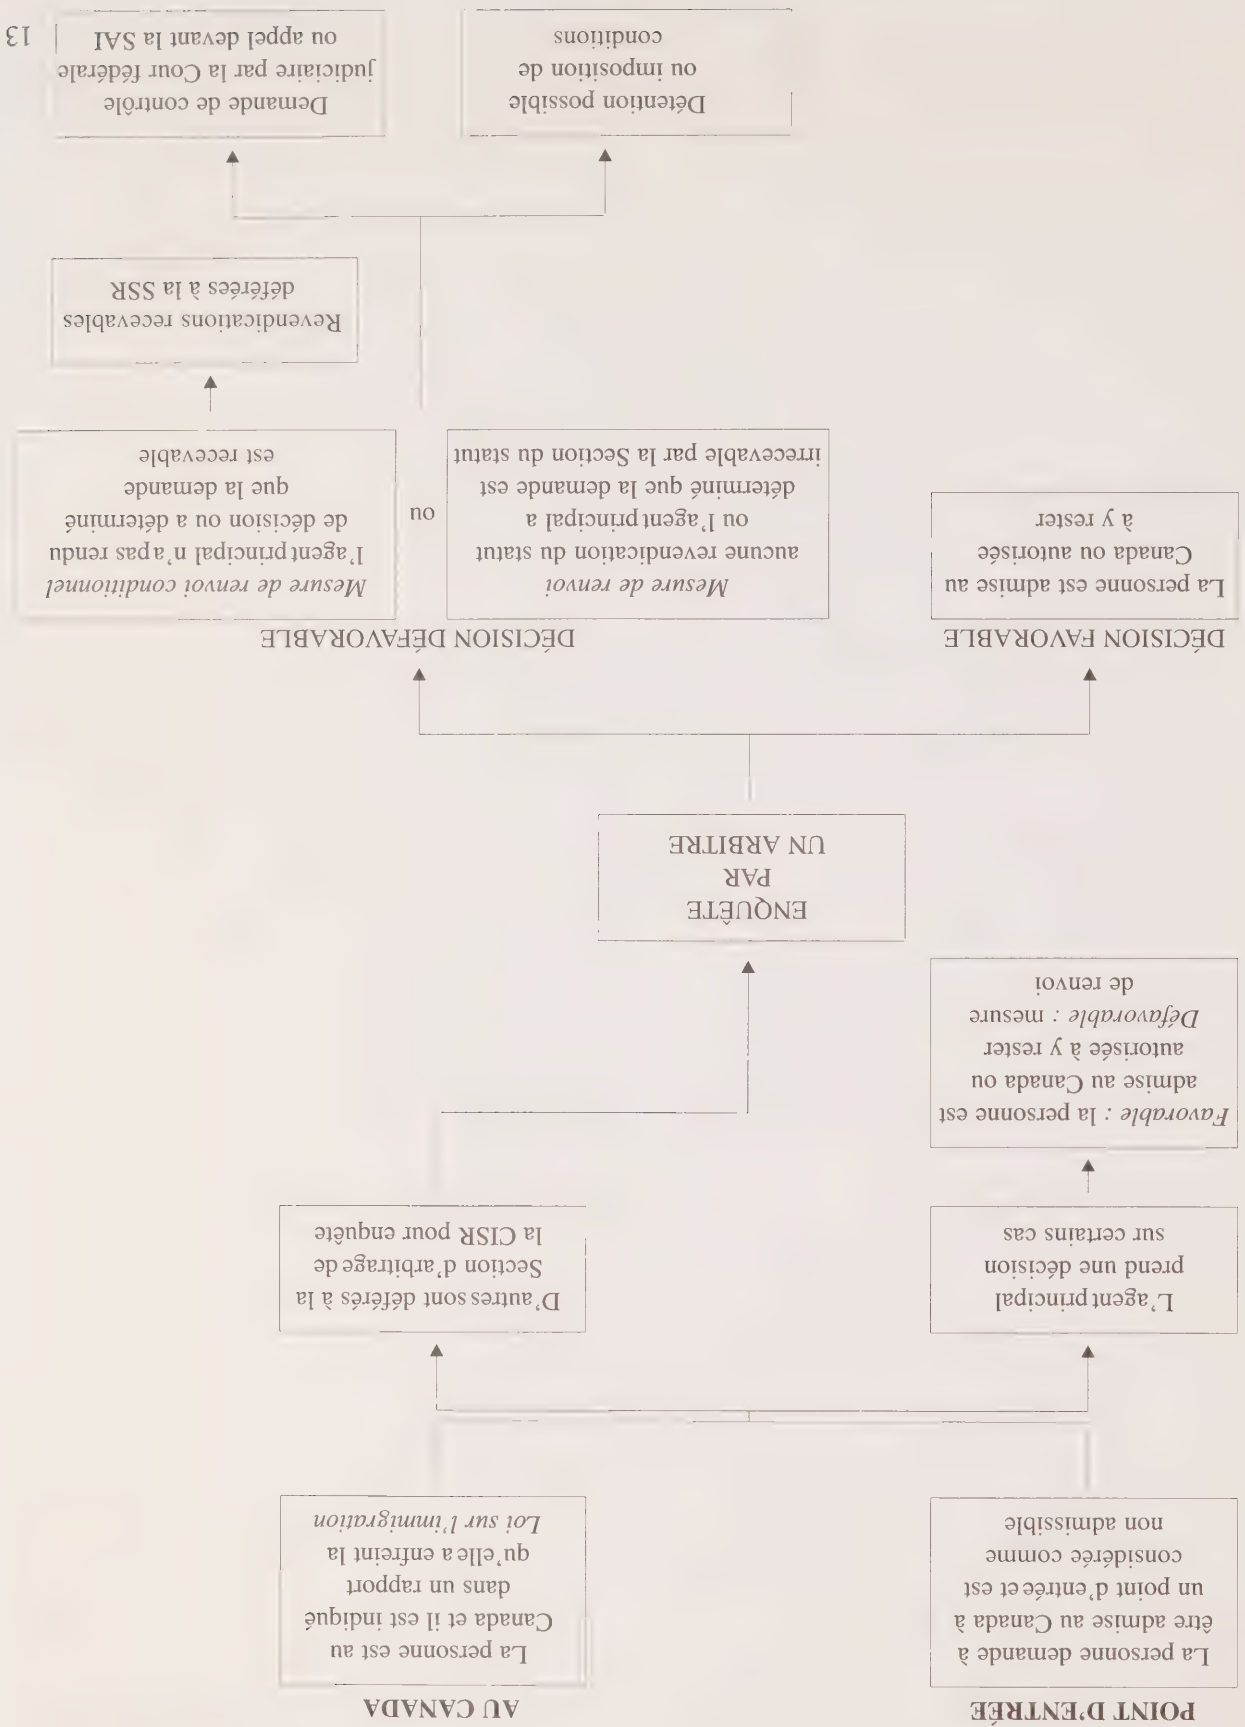 POINT D'ENTRÉE
La personne demande à
être admise au Canada à
un point d'entrée et est
considérée comme
non admissible
AU CANADA
La personne est au
Canada et il est indiqué
dans un rapport
qu'elle a enfreint la
Loi sur l'immigration
L'agent principal
prend une décision
sur certains cas
D'autres sont déférés à la
Section d'arbitrage de
la CISR pour enquête
Favorable : la personne est
admise au Canada ou
autorisée à y rester
Défavorable : mesure
de renvoi
ENQUÊTE
PAR
UN ARBITRE
DÉCISION FAVORABLE
La personne est admise au
Canada ou autorisée
à y rester
DÉCISION DÉFAVORABLE
Mesure de renvoi
aucune revendication du statut
ou l'agent principal a
déterminé que la demande est
irrecevable par la Section du statut
ou
Mesure de renvoi conditionnel
l'agent principal n'a pas rendu
de décision ou a déterminé
que la demande
est recevable
Revendications recevables
déférées à la SSR
Détention possible
ou imposition de
conditions
Demande de contrôle
judiciaire par la Cour fédérale
ou appel devant la SAI
13